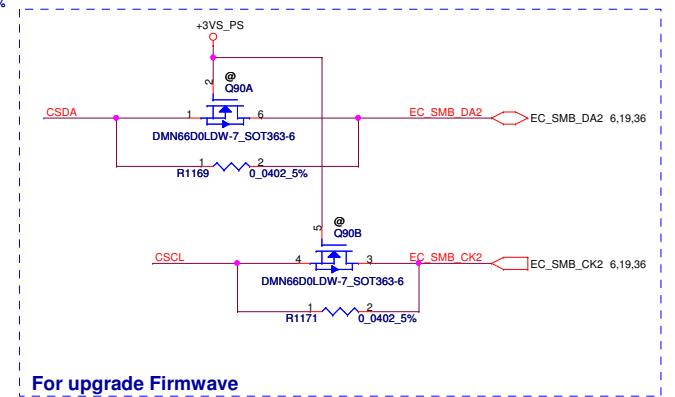 %
+3VS_PS
2
@
Q90A
CSDA
1
6
EC_SMB_DA2
EC_SMB_DA2 6,19,36
DMN66D0LDW-7_SOT363-6
1
2
R1169
0_0402_5%
5
@
Q90B
CSCL
4
3
EC_SMB_CK2
EC_SMB_CK2 6,19,36
DMN66D0LDW-7_SOT363-6
1
2
R1171
0_0402_5%
For upgrade Firmwave